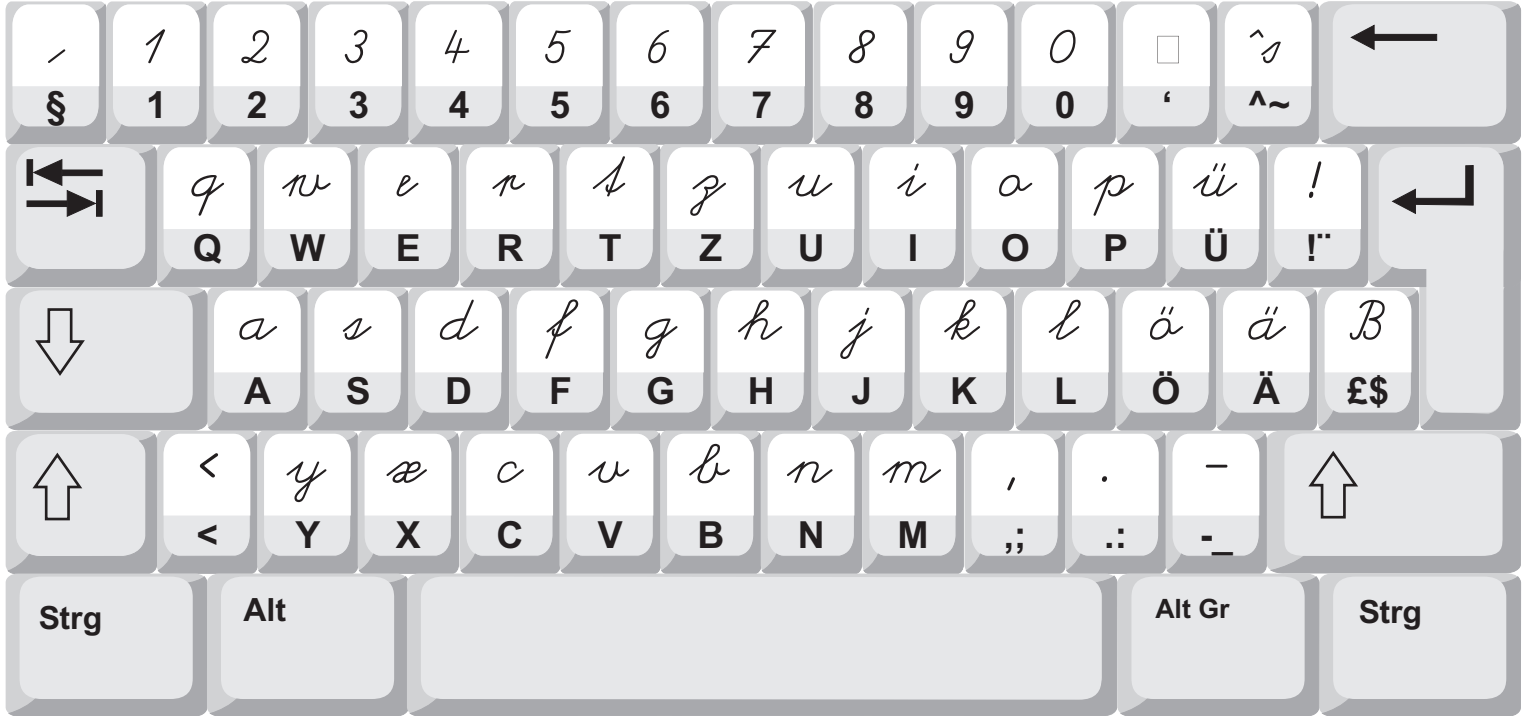 ˏ 1 2 3 4 5 6 7 8 9 0 □ ^s
§ 1 2 3 4 5 6 7 8 9 0 ‘ ^~
q w e r t z u i o p ü !
Q W E R T Z U I O P Ü !¨
a s d f g h j k l ö ä B
A S D F G H J K L Ö Ä £$
< y x c v b n m , . –
< Y X C V B N M ,; .: -_
Strg Alt Alt Gr Strg